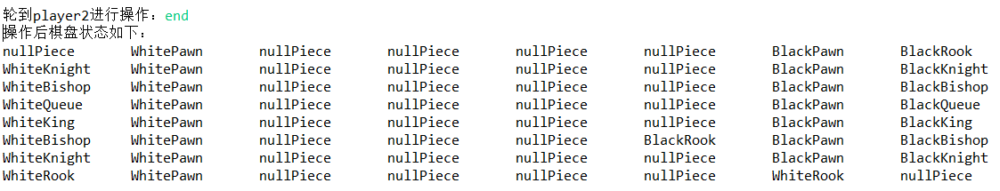 轮到player2进行操作：end
操作后棋盘状态如下：
nullPiece WhitePawn nullPiece nullPiece nullPiece nullPiece BlackPawn BlackRook
WhiteKnight WhitePawn nullPiece nullPiece nullPiece nullPiece BlackPawn BlackKnight
WhiteBishop WhitePawn nullPiece nullPiece nullPiece nullPiece BlackPawn BlackBishop
WhiteQueue WhitePawn nullPiece nullPiece nullPiece nullPiece BlackPawn BlackQueue
WhiteKing WhitePawn nullPiece nullPiece nullPiece nullPiece BlackPawn BlackKing
WhiteBishop WhitePawn nullPiece nullPiece nullPiece BlackRook BlackPawn BlackBishop
WhiteKnight WhitePawn nullPiece nullPiece nullPiece nullPiece BlackPawn BlackKnight
WhiteRook WhitePawn nullPiece nullPiece nullPiece nullPiece WhiteRook nullPiece